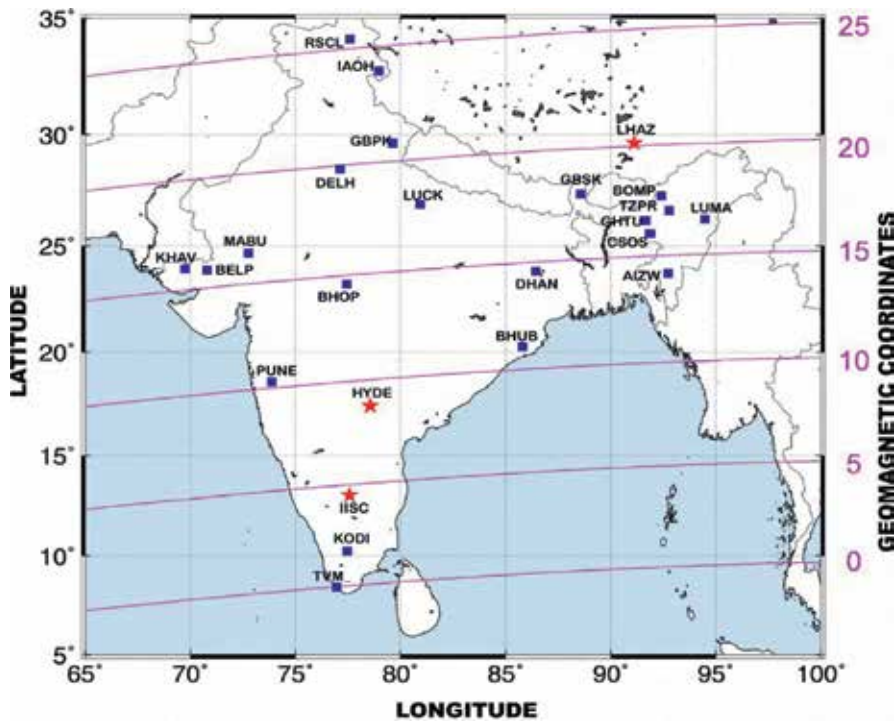 35°
25
RSCL
IAOH
30°
LHAZ
20
GBPK
DELH
LUCK
GBSK
BOMP
TZPR
LUMA
GHTU
CSOS
25°
15
MABU
KHAV
BELP
BHOP
DHAN
AIZW
BHUB
20°
10
PUNE
HYDE
15°
5
IISC
KODI
10°
0
TVM
5°
65° 70° 75° 80° 85° 90° 95° 100°
LONGITUDE
LATITUDE
GEOMAGNETIC COORDINATES